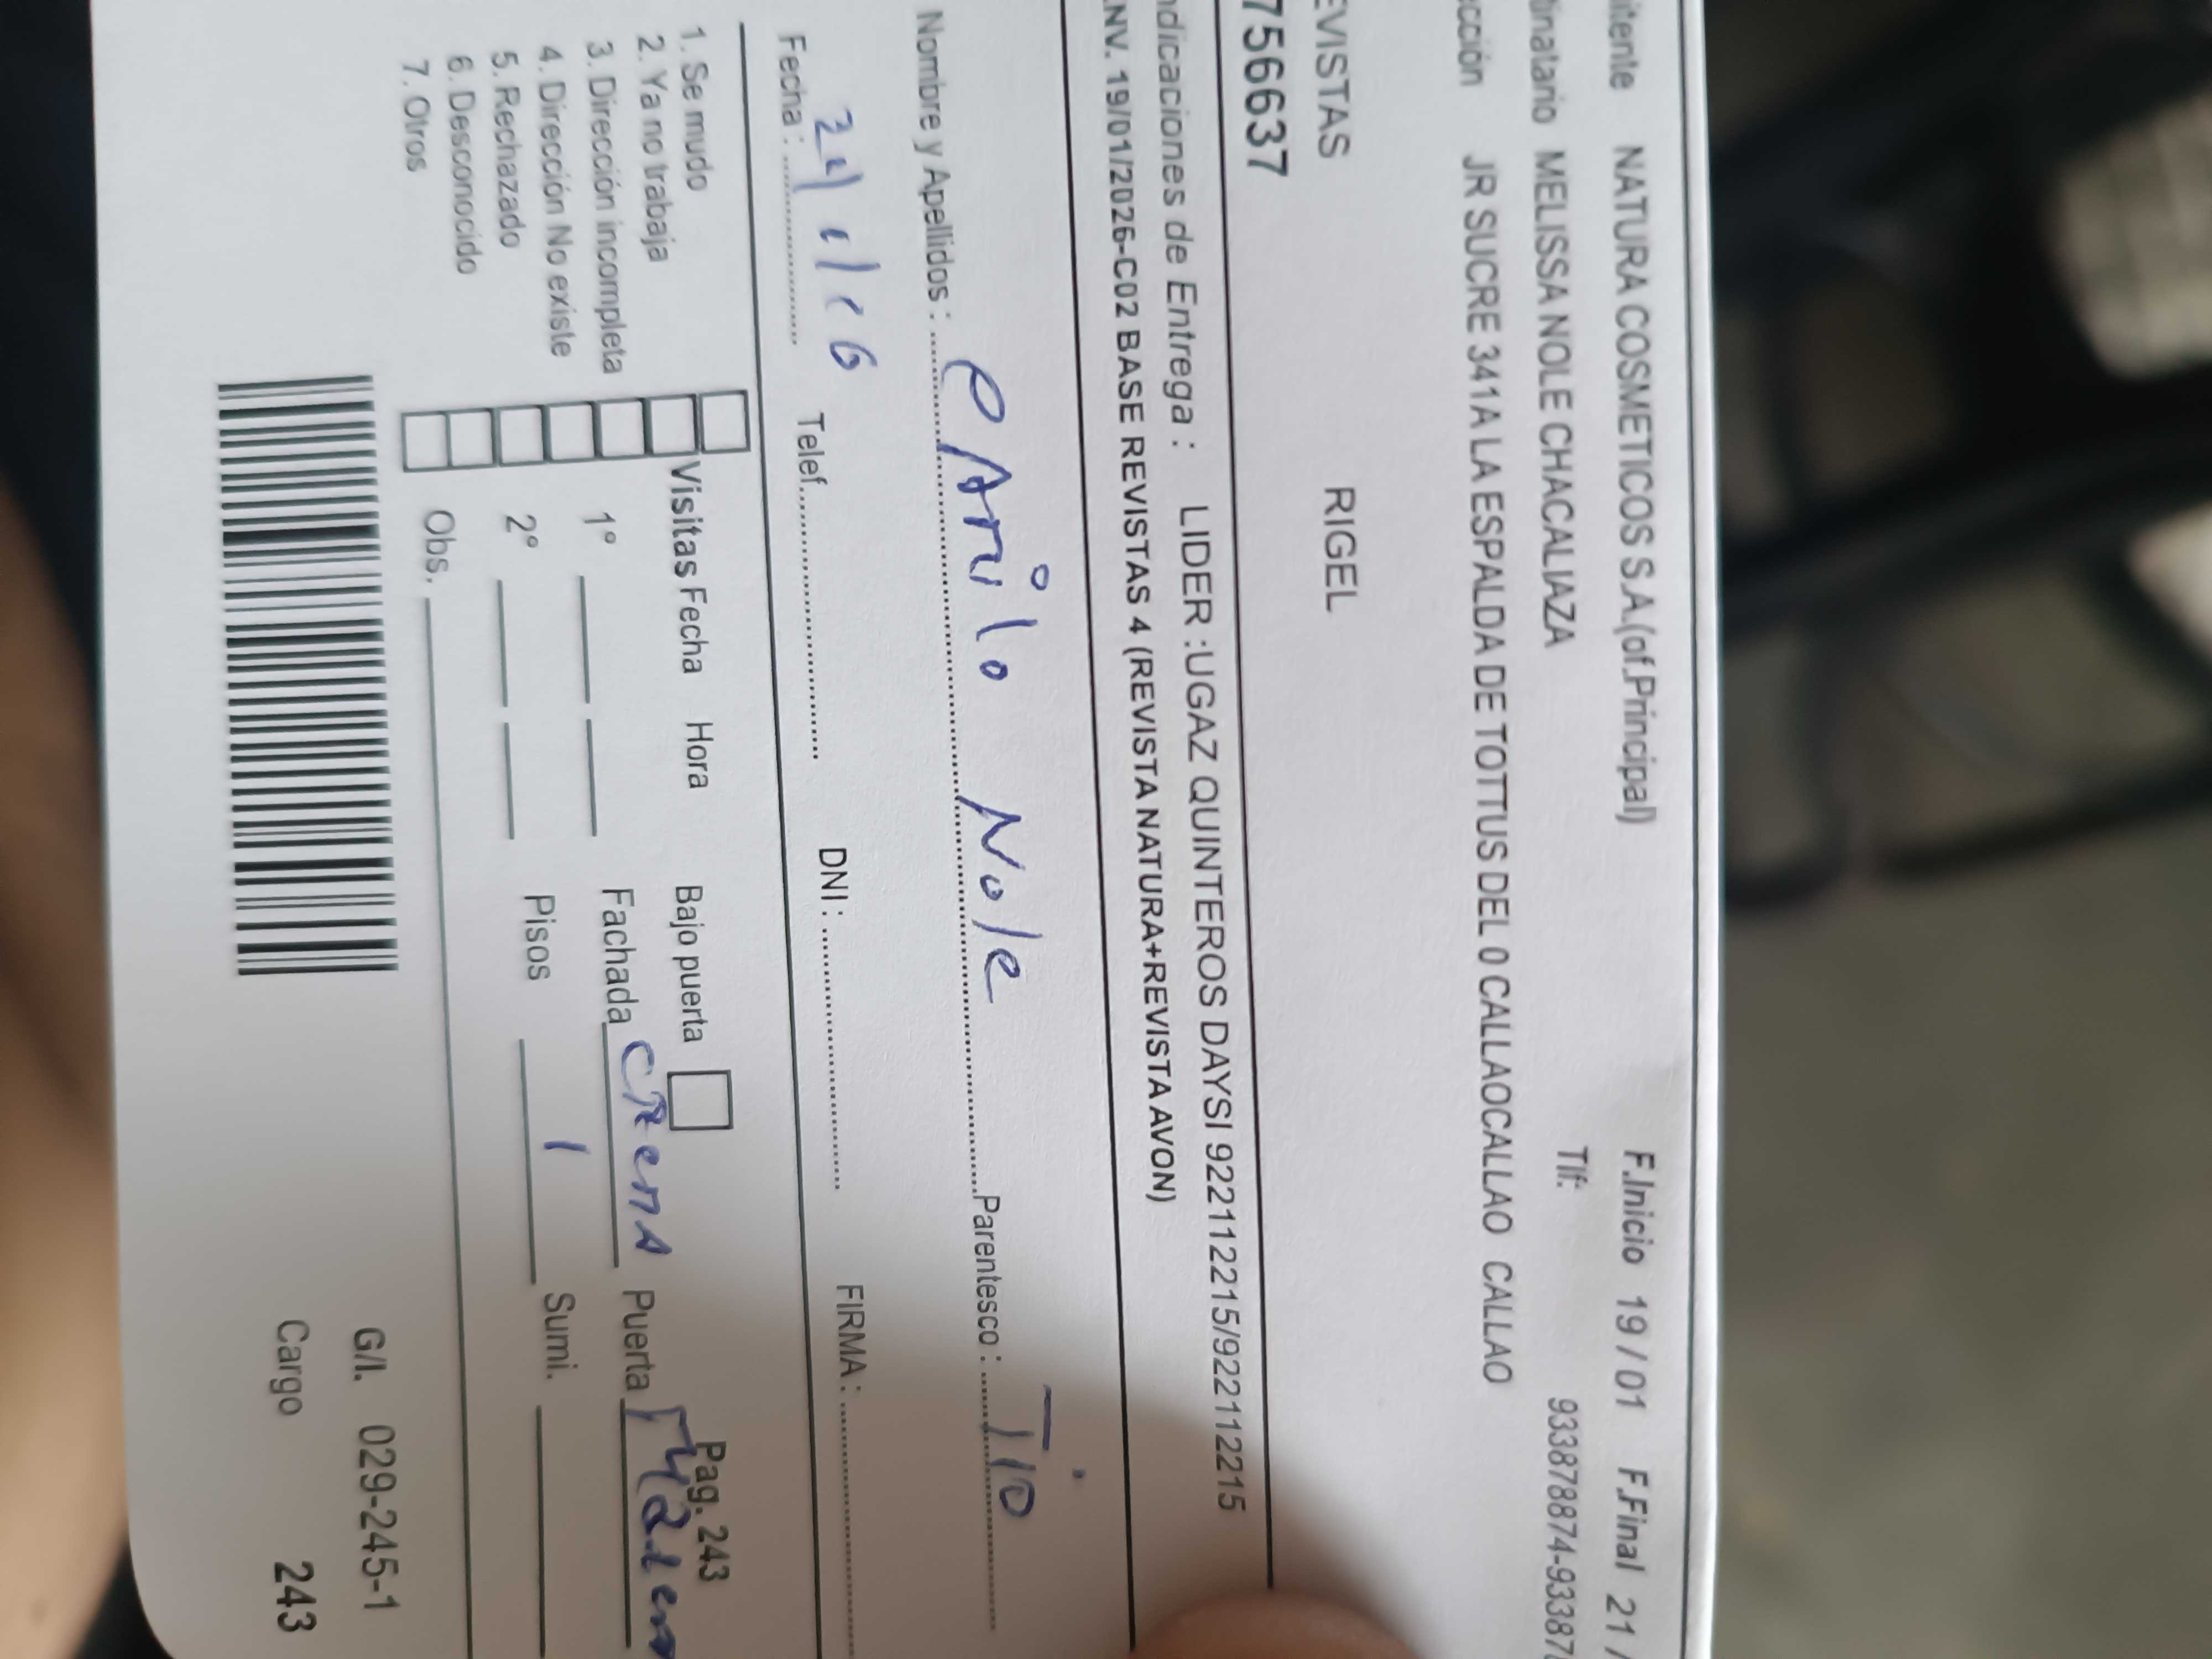 itente NATURA COSMETICOS S.A.(of.Principal) F.Inicio 19 / 01 F.Final 21 /
tinatario MELISSA NOLE CHACALIAZA Tlf: 933878874-93387
cción JR SUCRE 341A LA ESPALDA DE TOTTUS DEL 0 CALLAOCALLAO CALLAO
EVISTAS RIGEL
756637
ndicaciones de Entrega : LIDER :UGAZ QUINTEROS DAYSI 922112215/922112215
NV. 19/01/2026-C02 BASE REVISTAS 4 (REVISTA NATURA+REVISTA AVON)
Nombre y Apellidos : Nole Parentesco : Tio
Fecha : Telef. DNI : FIRMA :
1. Se mudo
2. Ya no trabaja
3. Dirección incompleta
4. Dirección No existe
5. Rechazado
6. Desconocido
7. Otros
Visitas Fecha Hora
1°
2°
Obs.
Bajo puerta
Fachada Crema Puerta
Pisos 1 Sumi.
Pag. 243
G/I. 029-245-1
Cargo 243